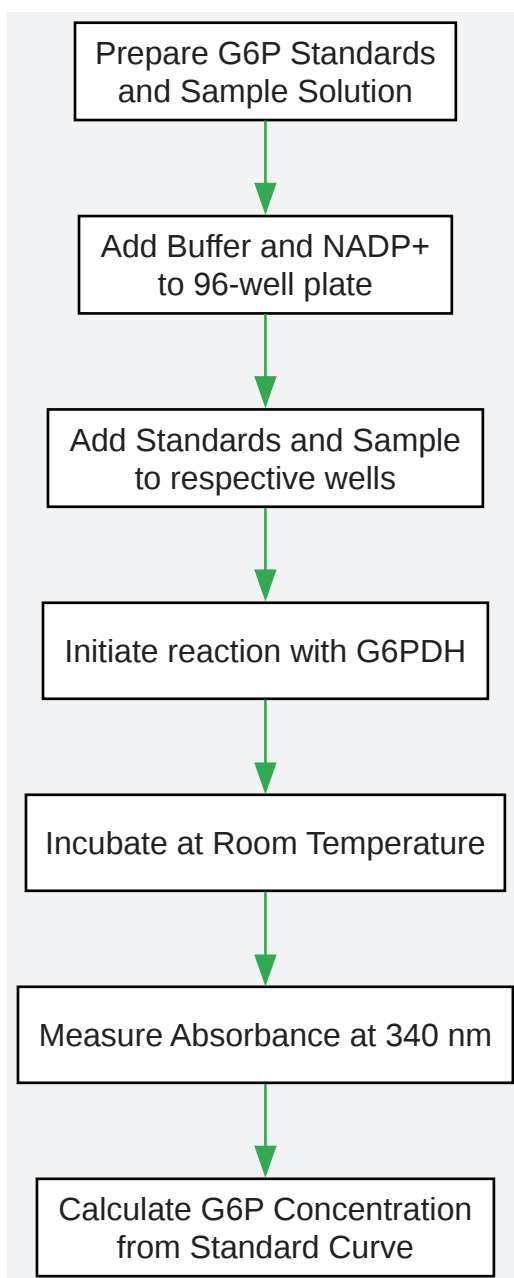 Prepare G6P Standards
and Sample Solution
Add Buffer and NADP+
to 96-well plate
Add Standards and Sample
to respective wells
Initiate reaction with G6PDH
Incubate at Room Temperature
Measure Absorbance at 340 nm
Calculate G6P Concentration
from Standard Curve